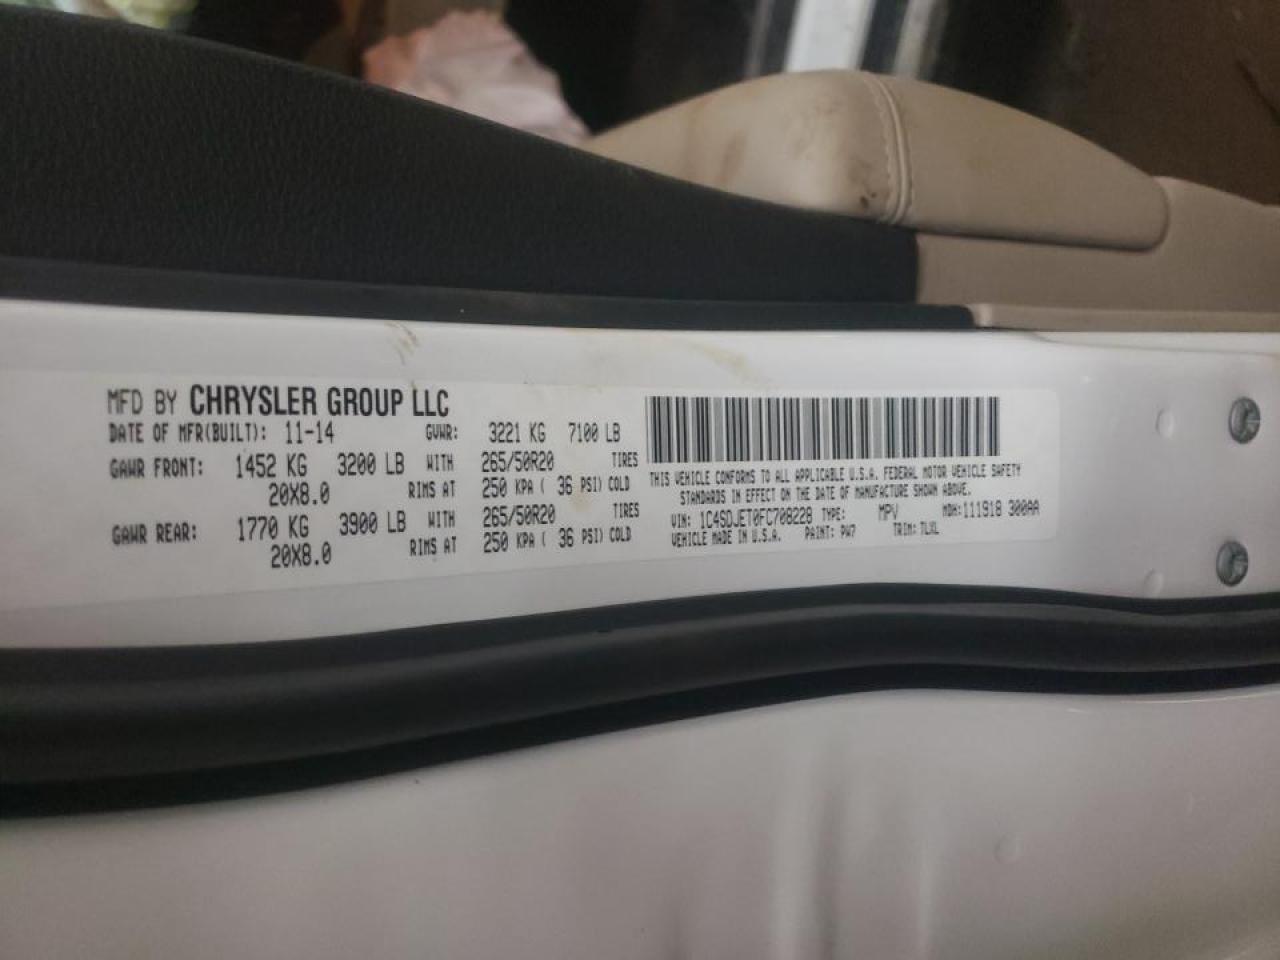 MFD BY CHRYSLER GROUP LLC
DATE OF MFR(BUILT): 11-14 GVWR: 3221 KG 7100 LB
GAWR FRONT: 1452 KG 3200 LB WITH 265/50R20 TIRES
20X8.0 RIMS AT 250 KPA ( 36 PSI) COLD
GAWR REAR: 1770 KG 3900 LB WITH 265/50R20 TIRES
20X8.0 RIMS AT 250 KPA ( 36 PSI) COLD
THIS VEHICLE CONFORMS TO ALL APPLICABLE U.S.A. FEDERAL MOTOR VEHICLE SAFETY
STANDARDS IN EFFECT ON THE DATE OF MANUFACTURE SHOWN ABOVE.
VIN: 1C4SDJET0FC708228 TYPE: MPV MDH: 111918 300AA
VEHICLE MADE IN U.S.A. PAINT: PW7 TRIM: TLXL